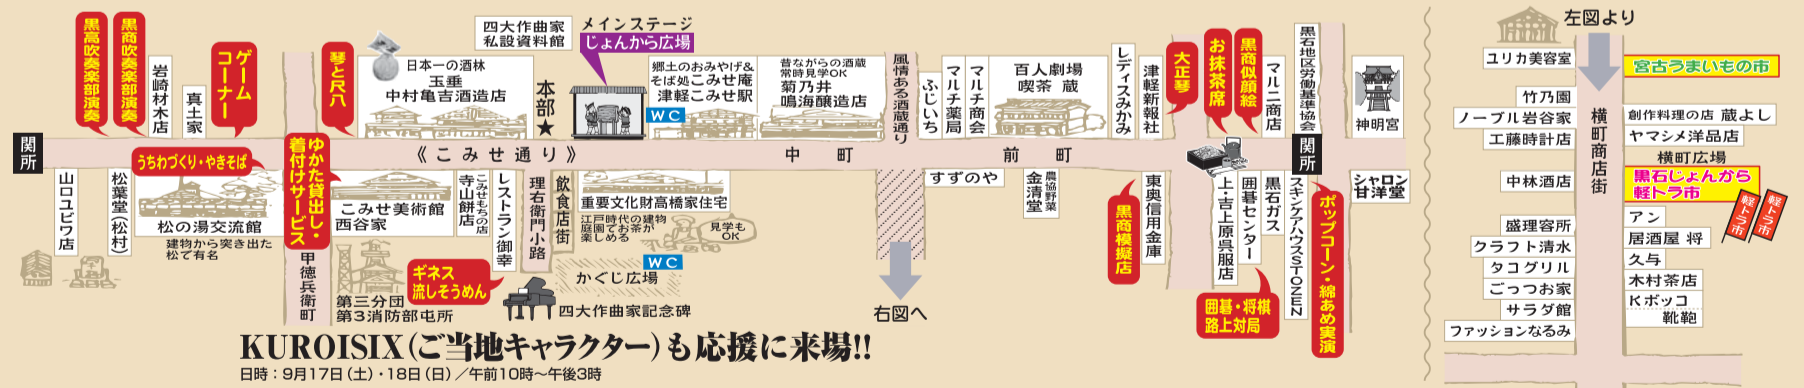 黒高吹奏楽部演奏
黒商吹奏楽部演奏
岩崎材木店
真土家
ゲーム
コーナー
琴と尺八
日本一の酒林
玉垂
中村亀吉酒造店
四大作曲家
私設資料館
本部★
メインステージ
じょんから広場
郷土のおみやげ&
そば処こみせ庵
津軽こみせ駅
WC
昔ながらの酒蔵
常時見学OK
菊乃井
鳴海醸造店
風情ある酒蔵通り
ふじいち
マルチ薬局
マルチ商会
百人劇場
喫茶 蔵
レディスみかみ
津軽新報社
大正琴
お抹茶席
黒商似顔絵
マルニ商店
黒石地区労働基準協会
神明宮
関所
《こみせ通り》
中町
前町
関所
山口ユビワ店
松葉堂(松村)
うちわづくり・やきそば
松の湯交流館
建物から突き出た
松で有名
ゆかた貸出し・
着付けサービス
甲徳兵衛町
こみせ美術館
西谷家
第三分団
第3消防部屯所
こみせもちの店
寺山餅店
レストラン御幸
ギネス
流しそうめん
理右衛門小路
飲食店街
重要文化財高橋家住宅
江戸時代の建物
庭園でお茶が
楽しめる
見学も
OK
WC
かぐじ広場
四大作曲家記念碑
右図へ
すずのや
農協野菜
金清堂
黒商模擬店
東奥信用金庫
上・吉上原呉服店
囲碁センター
黒石ガス
スキンケアハウスSTOZEN
囲碁・将棋
路上対局
ポップコーン・綿あめ実演
シャロン
甘洋堂
KUROISIX(ご当地キャラクター)も応援に来場!!
日時：9月17日(土)・18日(日)／午前10時～午後3時
左図より
ユリカ美容室
宮古うまいもの市
竹乃園
ノーブル岩谷家
工藤時計店
中林酒店
盛理容所
クラフト清水
タコグリル
ごっつお家
サラダ館
ファッションなるみ
横町商店街
創作料理の店 蔵よし
ヤマシメ洋品店
横町広場
黒石じょんから
軽トラ市
軽トラ市
軽トラ市
アン
居酒屋 将
久与
木村茶店
Kボッコ
靴鞄